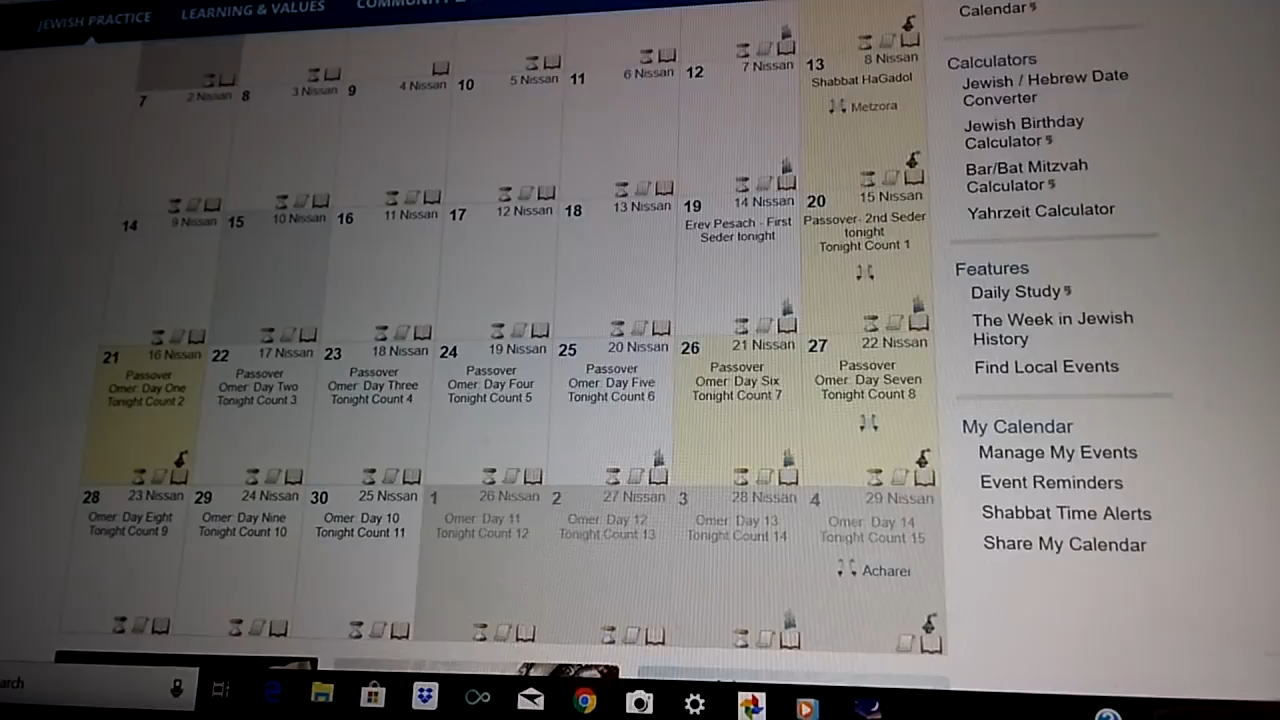 JEWISH PRACTICE LEARNING & VALUES
7 2 Nissan 8 3 Nissan 9 4 Nissan 10 5 Nissan 11 6 Nissan 12 7 Nissan 13 8 Nissan
Shabbat HaGadol
Metzora
14 9 Nissan 15 10 Nissan 16 11 Nissan 17 12 Nissan 18 13 Nissan 19 14 Nissan 20 15 Nissan
Erev Pesach - First
Seder tonight
Passover- 2nd Seder
tonight
Tonight Count 1
21 16 Nissan 22 17 Nissan 23 18 Nissan 24 19 Nissan 25 20 Nissan 26 21 Nissan 27 22 Nissan
Passover Passover Passover Passover Passover Passover Passover
Omer: Day One Omer: Day Two Omer: Day Three Omer: Day Four Omer: Day Five Omer: Day Six Omer: Day Seven
Tonight Count 2 Tonight Count 3 Tonight Count 4 Tonight Count 5 Tonight Count 6 Tonight Count 7 Tonight Count 8
28 23 Nissan 29 24 Nissan 30 25 Nissan 1 26 Nissan 2 27 Nissan 3 28 Nissan 4 29 Nissan
Omer: Day Eight Omer: Day Nine Omer: Day 10 Omer: Day 11 Omer: Day 12 Omer: Day 13 Omer: Day 14
Tonight Count 9 Tonight Count 10 Tonight Count 11 Tonight Count 12 Tonight Count 13 Tonight Count 14 Tonight Count 15
Acharei
Calendar
Calculators
Jewish / Hebrew Date
Converter
Jewish Birthday
Calculator
Bar/Bat Mitzvah
Calculator
Yahrzeit Calculator
Features
Daily Study
The Week in Jewish
History
Find Local Events
My Calendar
Manage My Events
Event Reminders
Shabbat Time Alerts
Share My Calendar
arch